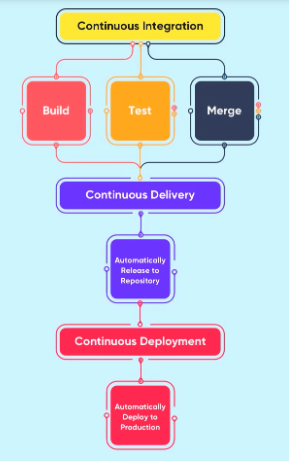 Continuous Integration
Build
Test
Merge
Continuous Delivery
Automatically
Release to
Repository
Continuous Deployment
Automatically
Deploy to
Production